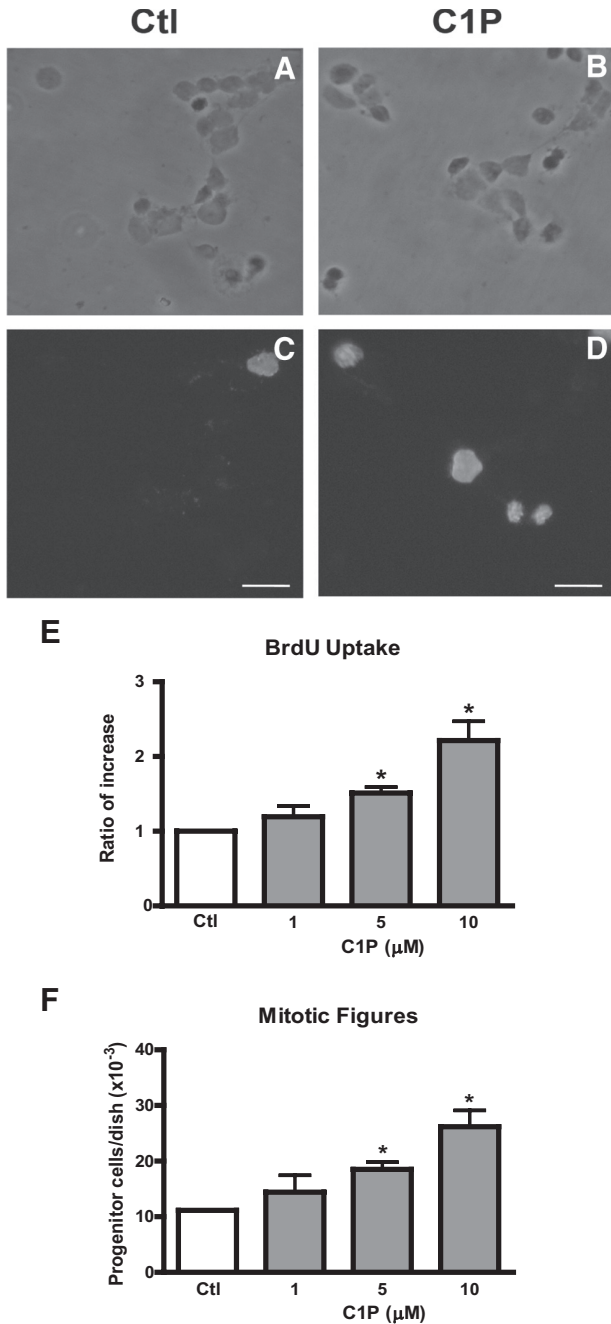 Ctl C1P
A B
C D
E
BrdU Uptake
Ratio of increase
3
2
1
0
Ctl 1 5 10
* *
C1P (μM)
F
Mitotic Figures
Progenitor cells/dish (x10⁻³)
40
30
20
10
0
Ctl 1 5 10
* *
C1P (μM)